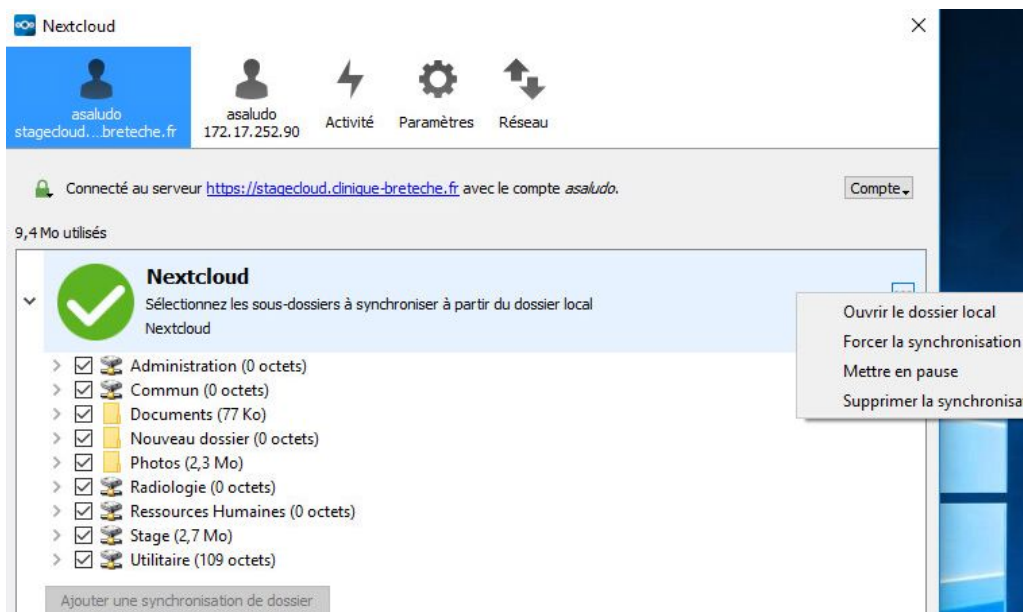 Nextcloud
asaludo
stagecloud....breteche.fr
asaludo
172.17.252.90
Activité
Paramètres
Réseau
Connecté au serveur https://stagecloud.clinique-breteche.fr avec le compte asaludo.
Compte
9,4 Mo utilisés
Nextcloud
Sélectionnez les sous-dossiers à synchroniser à partir du dossier local
Nextcloud
...
Ouvrir le dossier local
Forcer la synchronisation
Mettre en pause
Supprimer la synchronisa
Administration (0 octets)
Commun (0 octets)
Documents (77 Ko)
Nouveau dossier (0 octets)
Photos (2,3 Mo)
Radiologie (0 octets)
Ressources Humaines (0 octets)
Stage (2,7 Mo)
Utilitaire (109 octets)
Ajouter une synchronisation de dossier